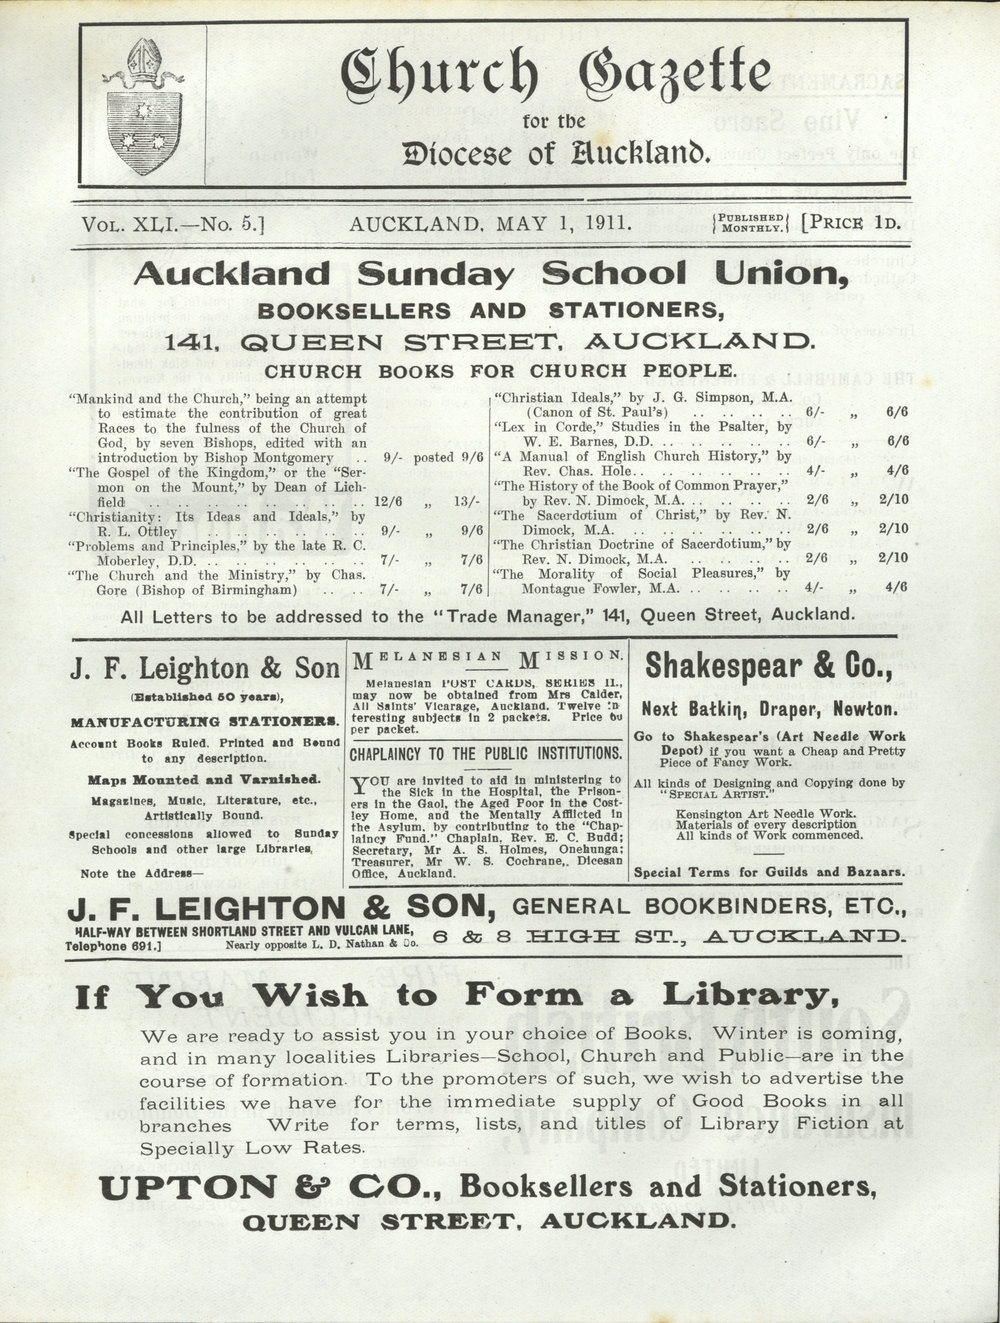 Church Gazette
for the
Diocese of Auckland.
VOL. XLI.—No. 5.] AUCKLAND, MAY 1, 1911. {PUBLISHED MONTHLY.} [PRICE 1D.
Auckland Sunday School Union,
BOOKSELLERS AND STATIONERS,
141, QUEEN STREET, AUCKLAND.
CHURCH BOOKS FOR CHURCH PEOPLE.
"Mankind and the Church," being an attempt
to estimate the contribution of great
Races to the fulness of the Church of
God, by seven Bishops, edited with an
introduction by Bishop Montgomery .. 9/- posted 9/6
"The Gospel of the Kingdom," or the "Ser-
mon on the Mount," by Dean of Lich-
field .. .. .. .. .. .. .. .. 12/6 „ 13/-
"Christianity: Its Ideas and Ideals," by
R. L. Ottley .. .. .. .. .. .. 9/- „ 9/6
"Problems and Principles," by the late R. C.
Moberley, D.D. .. .. .. .. .. .. 7/- „ 7/6
"The Church and the Ministry," by Chas.
Gore (Bishop of Birmingham) .. .. 7/- „ 7/6
"Christian Ideals," by J. G. Simpson, M.A.
(Canon of St. Paul's) .. .. .. .. 6/- „ 6/6
"Lex in Corde," Studies in the Psalter, by
W. E. Barnes, D.D. .. .. .. .. .. 6/- „ 6/6
"A Manual of English Church History," by
Rev. Chas. Hole.. .. .. .. .. .. 4/- „ 4/6
"The History of the Book of Common Prayer,"
by Rev. N. Dimock, M.A. .. .. .. .. 2/6 „ 2/10
"The Sacerdotium of Christ," by Rev. N.
Dimock, M.A. .. .. .. .. .. .. 2/6 „ 2/10
"The Christian Doctrine of Sacerdotium," by
Rev. N. Dimock, M.A. .. .. .. .. 2/6 „ 2/10
"The Morality of Social Pleasures," by
Montague Fowler, M.A. .. .. .. .. 4/- „ 4/6
All Letters to be addressed to the "Trade Manager," 141, Queen Street, Auckland.
J. F. Leighton & Son
(Established 50 years),
MANUFACTURING STATIONERS.
Account Books Ruled, Printed and Bound
to any description.
Maps Mounted and Varnished.
Magazines, Music, Literature, etc.,
Artistically Bound.
Special concessions allowed to Sunday
Schools and other large Libraries.
Note the Address—
MELANESIAN MISSION.
Melanesian POST CARDS, SERIES II.,
may now be obtained from Mrs Calder,
All Saints' Vicarage, Auckland. Twelve in
teresting subjects in 2 packets. Price 6D
per packet.
CHAPLAINCY TO THE PUBLIC INSTITUTIONS.
YOU are invited to aid in ministering to
the Sick in the Hospital, the Prison-
ers in the Gaol, the Aged Poor in the Cost-
ley Home, and the Mentally Afflicted in
the Asylum, by contributing to the "Chap-
laincy Fund." Chaplain, Rev. E. C. Budd;
Secretary, Mr A. S. Holmes, Onehunga;
Treasurer, Mr W. S. Cochrane,. Dicesan
Office, Auckland.
Shakespear & Co.,
Next Batkin, Draper, Newton.
Go to Shakespear's (Art Needle Work
Depot) if you want a Cheap and Pretty
Piece of Fancy Work.
All kinds of Designing and Copying done by
"SPECIAL ARTIST."
Kensington Art Needle Work.
Materials of every description
All kinds of Work commenced.
Special Terms for Guilds and Bazaars.
J. F. LEIGHTON & SON, GENERAL BOOKBINDERS, ETC.,
HALF-WAY BETWEEN SHORTLAND STREET AND VULCAN LANE,
Telephone 691.] Nearly opposite L. D. Nathan & Co.
6 & 8 HIGH ST., AUCKLAND.
If You Wish to Form a Library,
We are ready to assist you in your choice of Books. Winter is coming,
and in many localities Libraries—School, Church and Public—are in the
course of formation. To the promoters of such, we wish to advertise the
facilities we have for the immediate supply of Good Books in all
branches Write for terms, lists, and titles of Library Fiction at
Specially Low Rates.
UPTON & CO., Booksellers and Stationers,
QUEEN STREET, AUCKLAND.